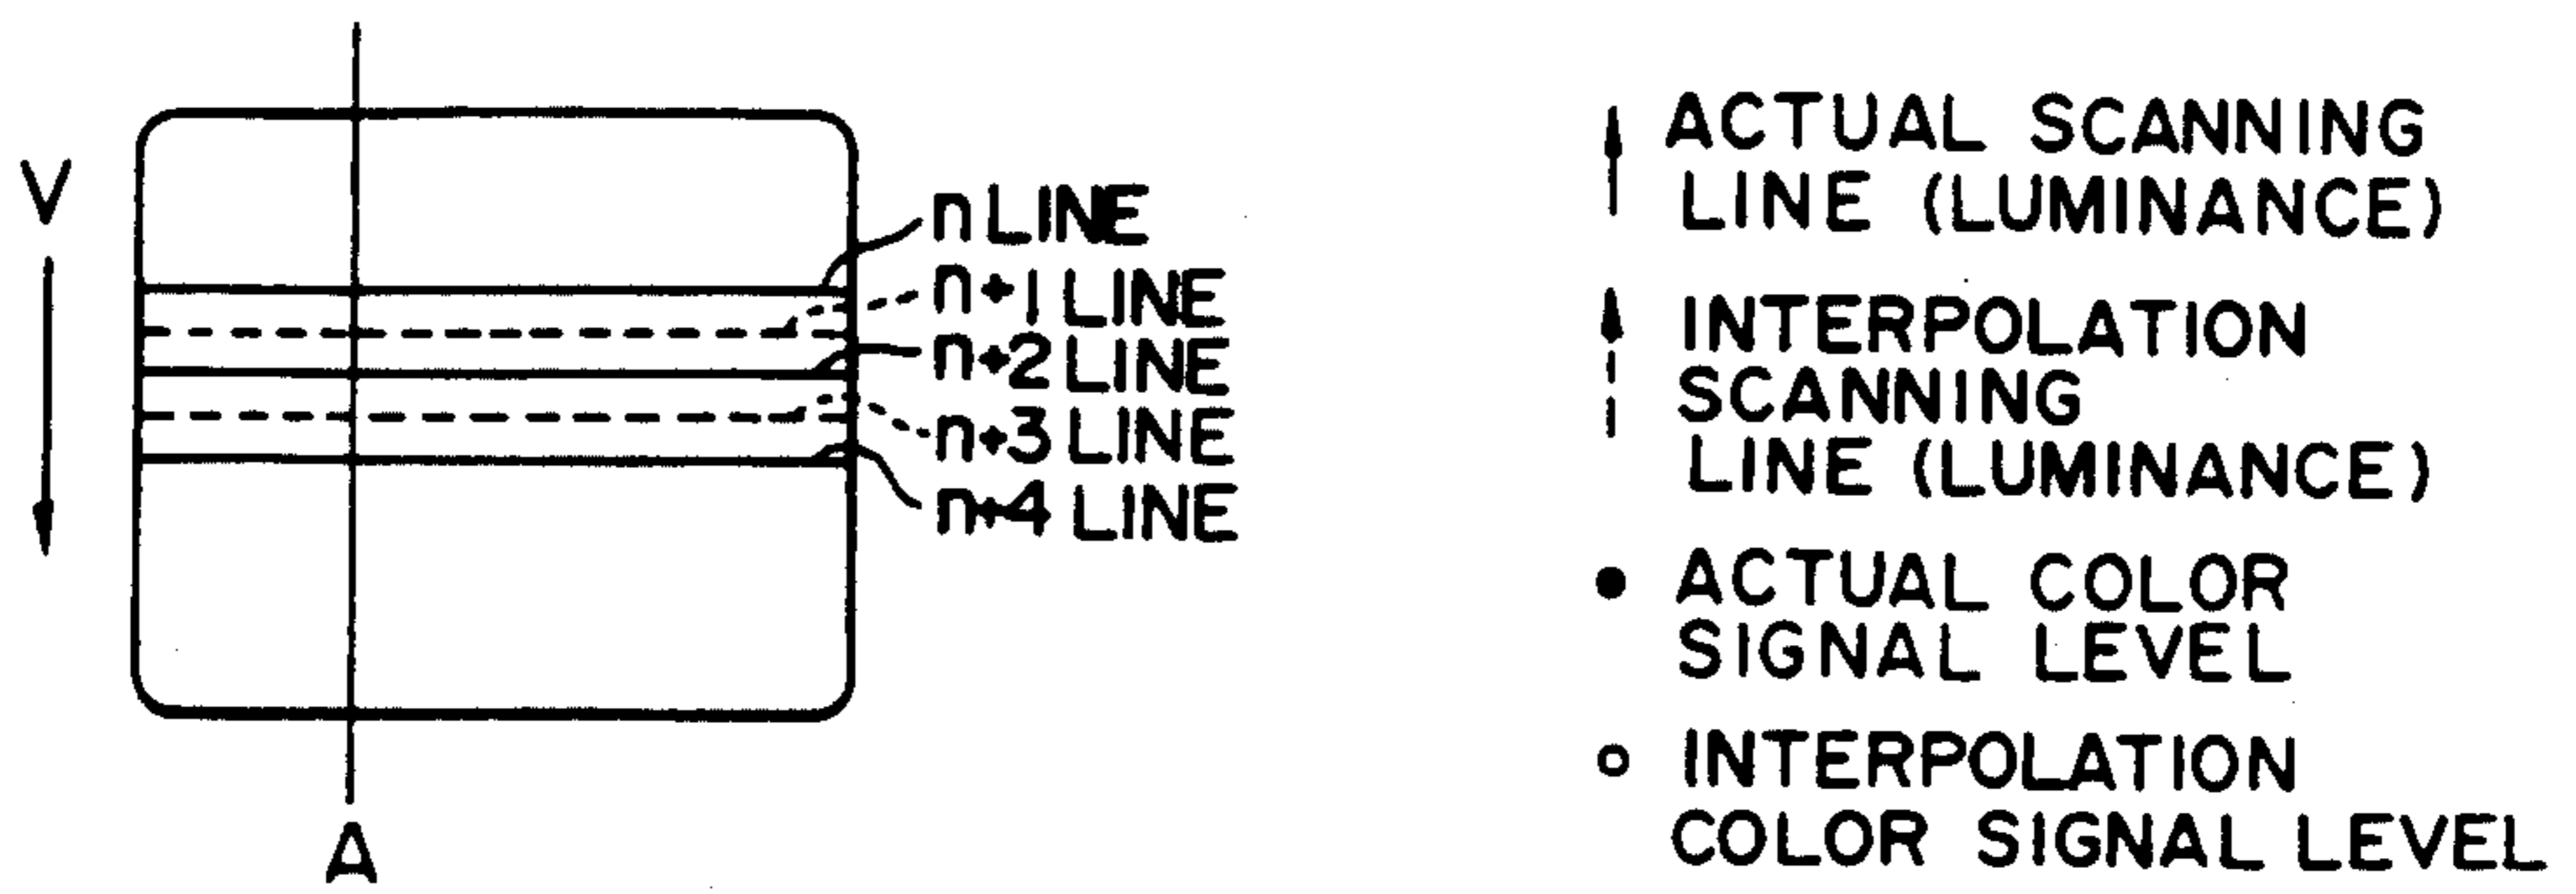 V
n LINE
n+1 LINE
n+2 LINE
n+3 LINE
n+4 LINE
A
ACTUAL SCANNING
LINE (LUMINANCE)
INTERPOLATION
SCANNING
LINE (LUMINANCE)
ACTUAL COLOR
SIGNAL LEVEL
INTERPOLATION
COLOR SIGNAL LEVEL